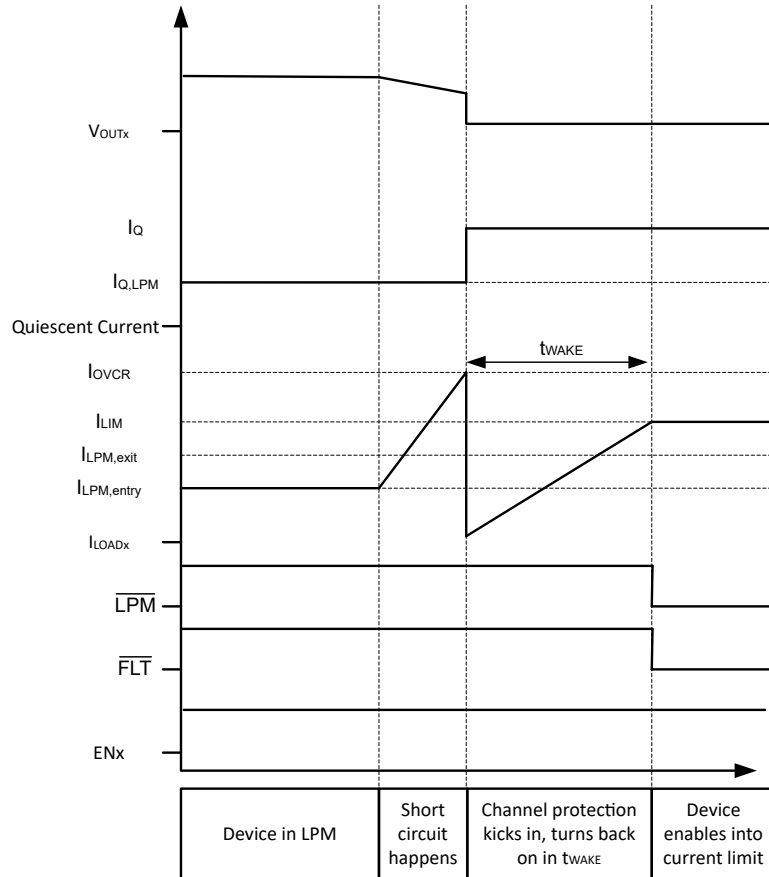 VOUTx
IQ
IQ,LPM
Quiescent Current
tWAKE
IOVCR
ILIM
ILPM,exit
ILPM,entry
ILOADx
LPM
FLT
ENx
Device in LPM
Short
circuit
happens
Channel protection
kicks in, turns back
on in tWAKE
Device
enables into
current limit